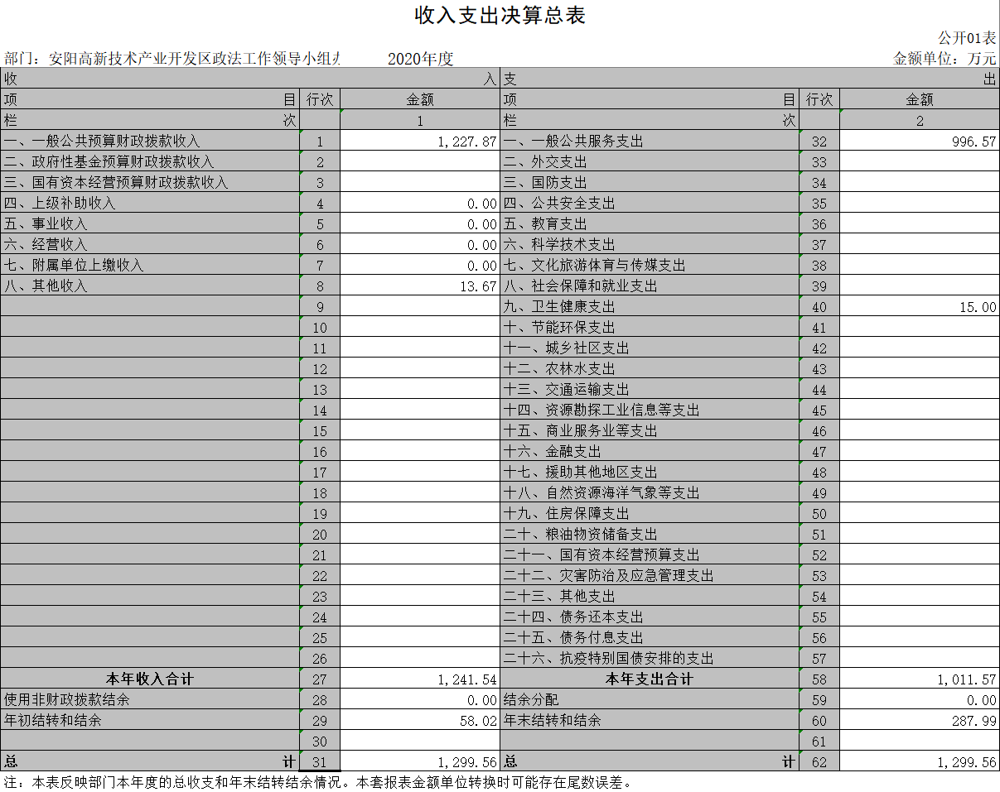 收入支出决算总表
公开01表
部门：安阳高新技术产业开发区政法工作领导小组办 2020年度 金额单位：万元
收 入 支 出
项 目 行次 金额 项 目 行次 金额
栏 次 1 栏 次 2
一、一般公共预算财政拨款收入 1 1,227.87 一、一般公共服务支出 32 996.57
二、政府性基金预算财政拨款收入 2 二、外交支出 33
三、国有资本经营预算财政拨款收入 3 三、国防支出 34
四、上级补助收入 4 0.00 四、公共安全支出 35
五、事业收入 5 0.00 五、教育支出 36
六、经营收入 6 0.00 六、科学技术支出 37
七、附属单位上缴收入 7 0.00 七、文化旅游体育与传媒支出 38
八、其他收入 8 13.67 八、社会保障和就业支出 39
9 九、卫生健康支出 40 15.00
10 十、节能环保支出 41
11 十一、城乡社区支出 42
12 十二、农林水支出 43
13 十三、交通运输支出 44
14 十四、资源勘探工业信息等支出 45
15 十五、商业服务业等支出 46
16 十六、金融支出 47
17 十七、援助其他地区支出 48
18 十八、自然资源海洋气象等支出 49
19 十九、住房保障支出 50
20 二十、粮油物资储备支出 51
21 二十一、国有资本经营预算支出 52
22 二十二、灾害防治及应急管理支出 53
23 二十三、其他支出 54
24 二十四、债务还本支出 55
25 二十五、债务付息支出 56
26 二十六、抗疫特别国债安排的支出 57
本年收入合计 27 1,241.54 本年支出合计 58 1,011.57
使用非财政拨款结余 28 0.00 结余分配 59 0.00
年初结转和结余 29 58.02 年末结转和结余 60 287.99
30 61
总 计 31 1,299.56 总 计 62 1,299.56
注：本表反映部门本年度的总收支和年末结转结余情况。本套报表金额单位转换时可能存在尾数误差。